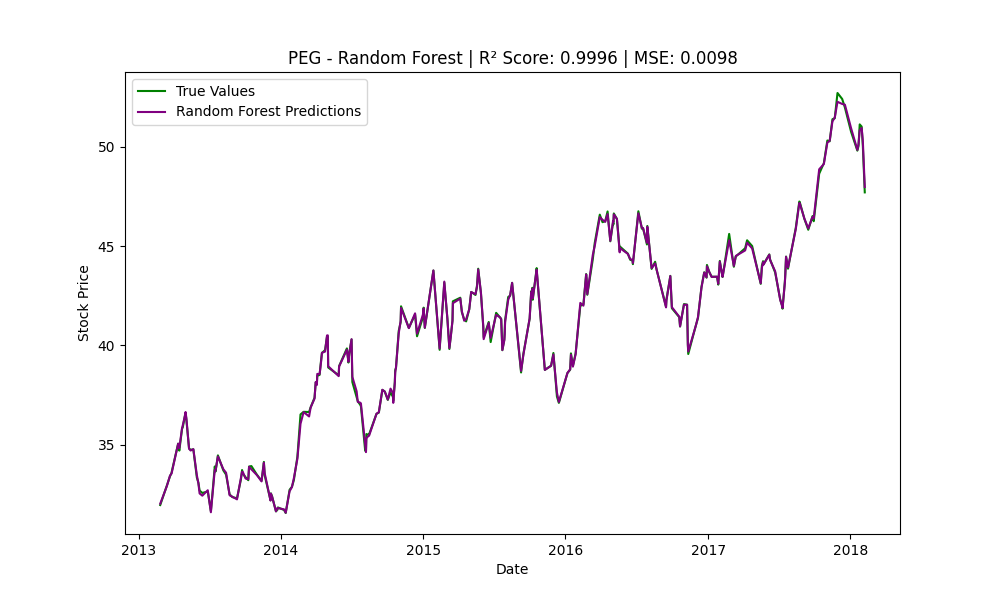 PEG - Random Forest | R² Score: 0.9996 | MSE: 0.0098
True Values
Random Forest Predictions
50
45
40
35
Stock Price
2013 2014 2015 2016 2017 2018
Date